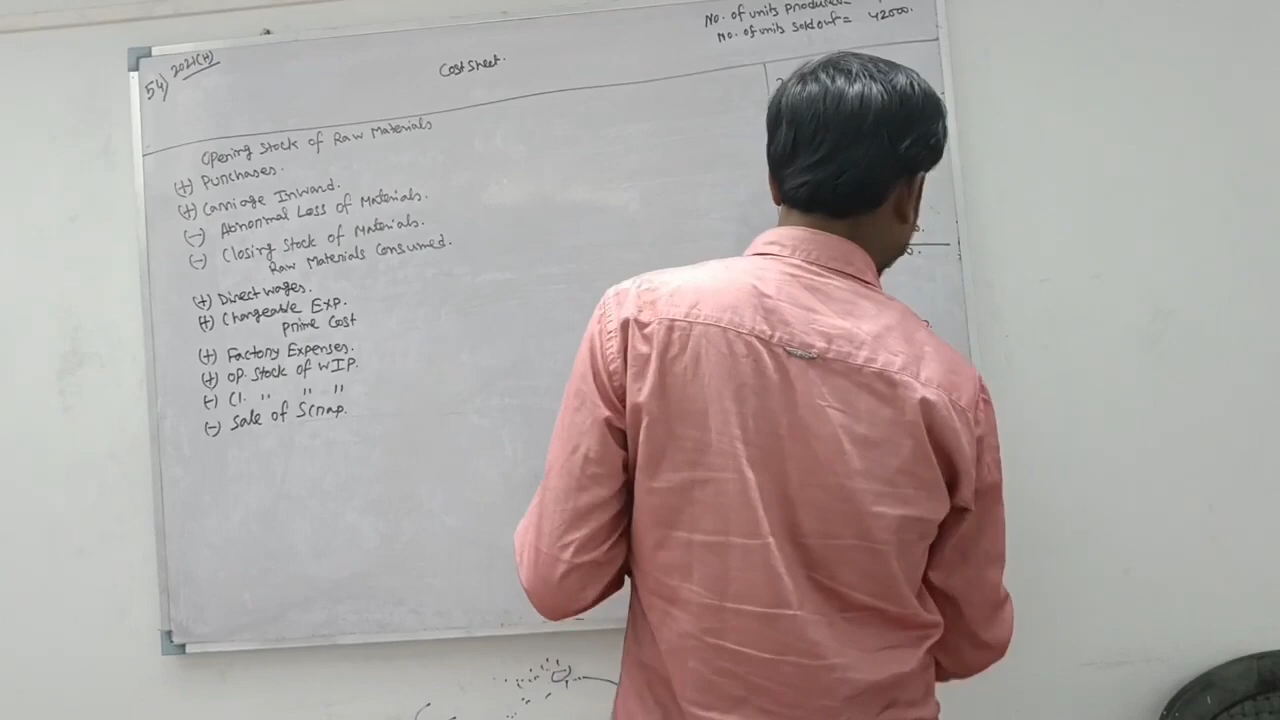 54) 2021(H)
Cost Sheet.
No. of units produced=
No. of units sold out= 42000.
Opening Stock of Raw Materials
(+) Purchases.
(+) Carriage Inward.
(-) Abnormal Loss of Materials.
(-) Closing Stock of Materials.
Raw Materials Consumed.
(+) Direct wages.
(+) Chargeable Exp.
Prime Cost
(+) Factory Expenses.
(+) OP. Stock of WIP.
(-) Cl. " " "
(-) Sale of Scrap.